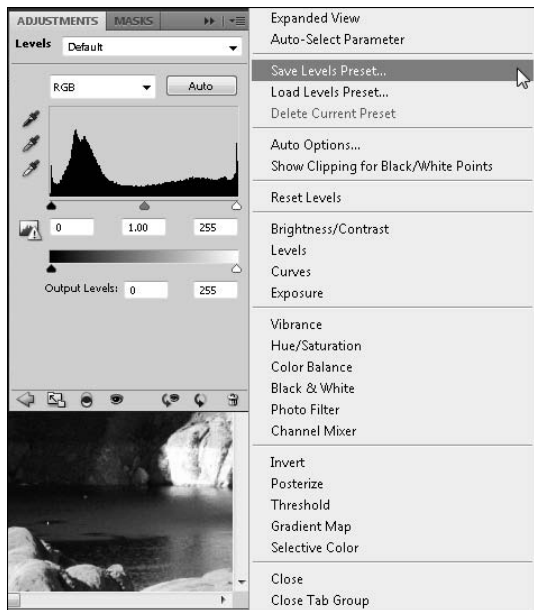 ADJUSTMENTS MASKS
Levels Default
RGB Auto
0 1.00 255
Output Levels: 0 255
Expanded View
Auto-Select Parameter
Save Levels Preset...
Load Levels Preset...
Delete Current Preset
Auto Options...
Show Clipping for Black/White Points
Reset Levels
Brightness/Contrast
Levels
Curves
Exposure
Vibrance
Hue/Saturation
Color Balance
Black & White
Photo Filter
Channel Mixer
Invert
Posterize
Threshold
Gradient Map
Selective Color
Close
Close Tab Group